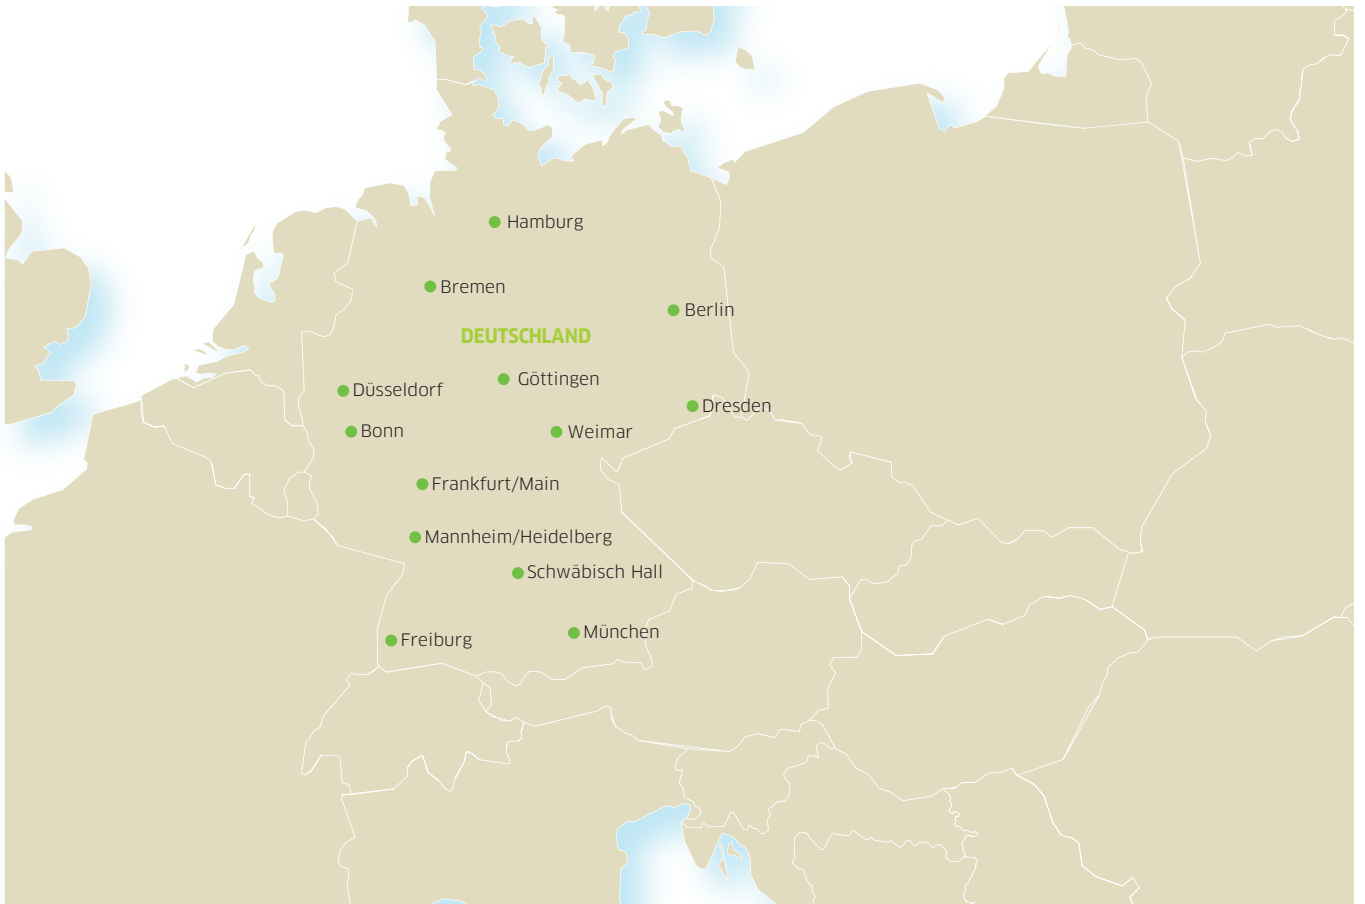 Hamburg
Bremen
Berlin
DEUTSCHLAND
Göttingen
Düsseldorf
Dresden
Bonn
Weimar
Frankfurt/Main
Mannheim/Heidelberg
Schwäbisch Hall
München
Freiburg